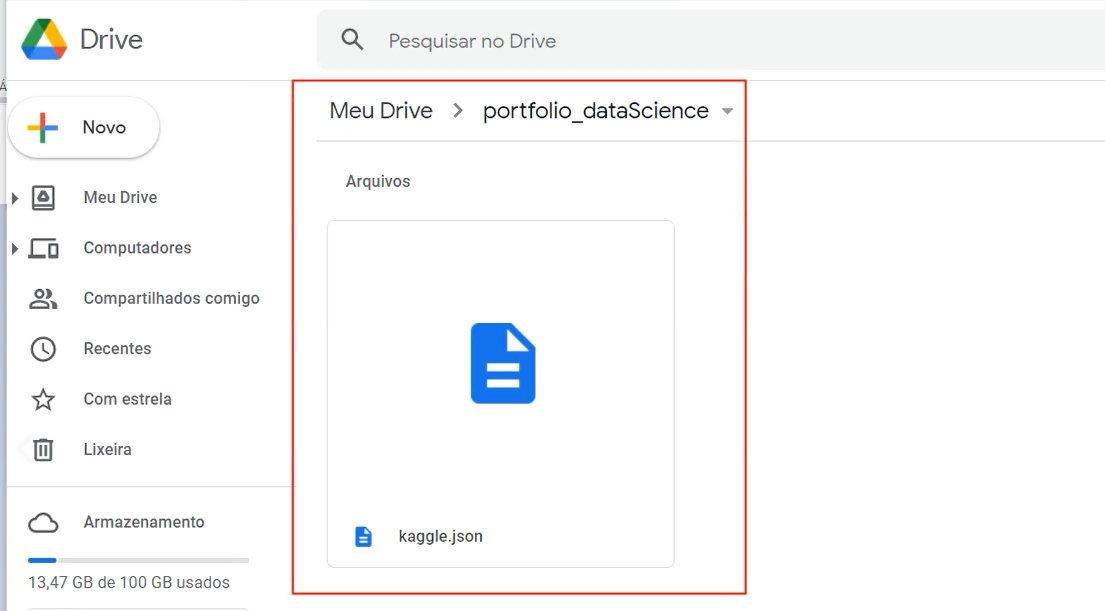 Drive
Pesquisar no Drive
Novo
Meu Drive
Computadores
Compartilhados comigo
Recentes
Com estrela
Lixeira
Armazenamento
13,47 GB de 100 GB usados
Meu Drive > portfolio_dataScience
Arquivos
kaggle.json